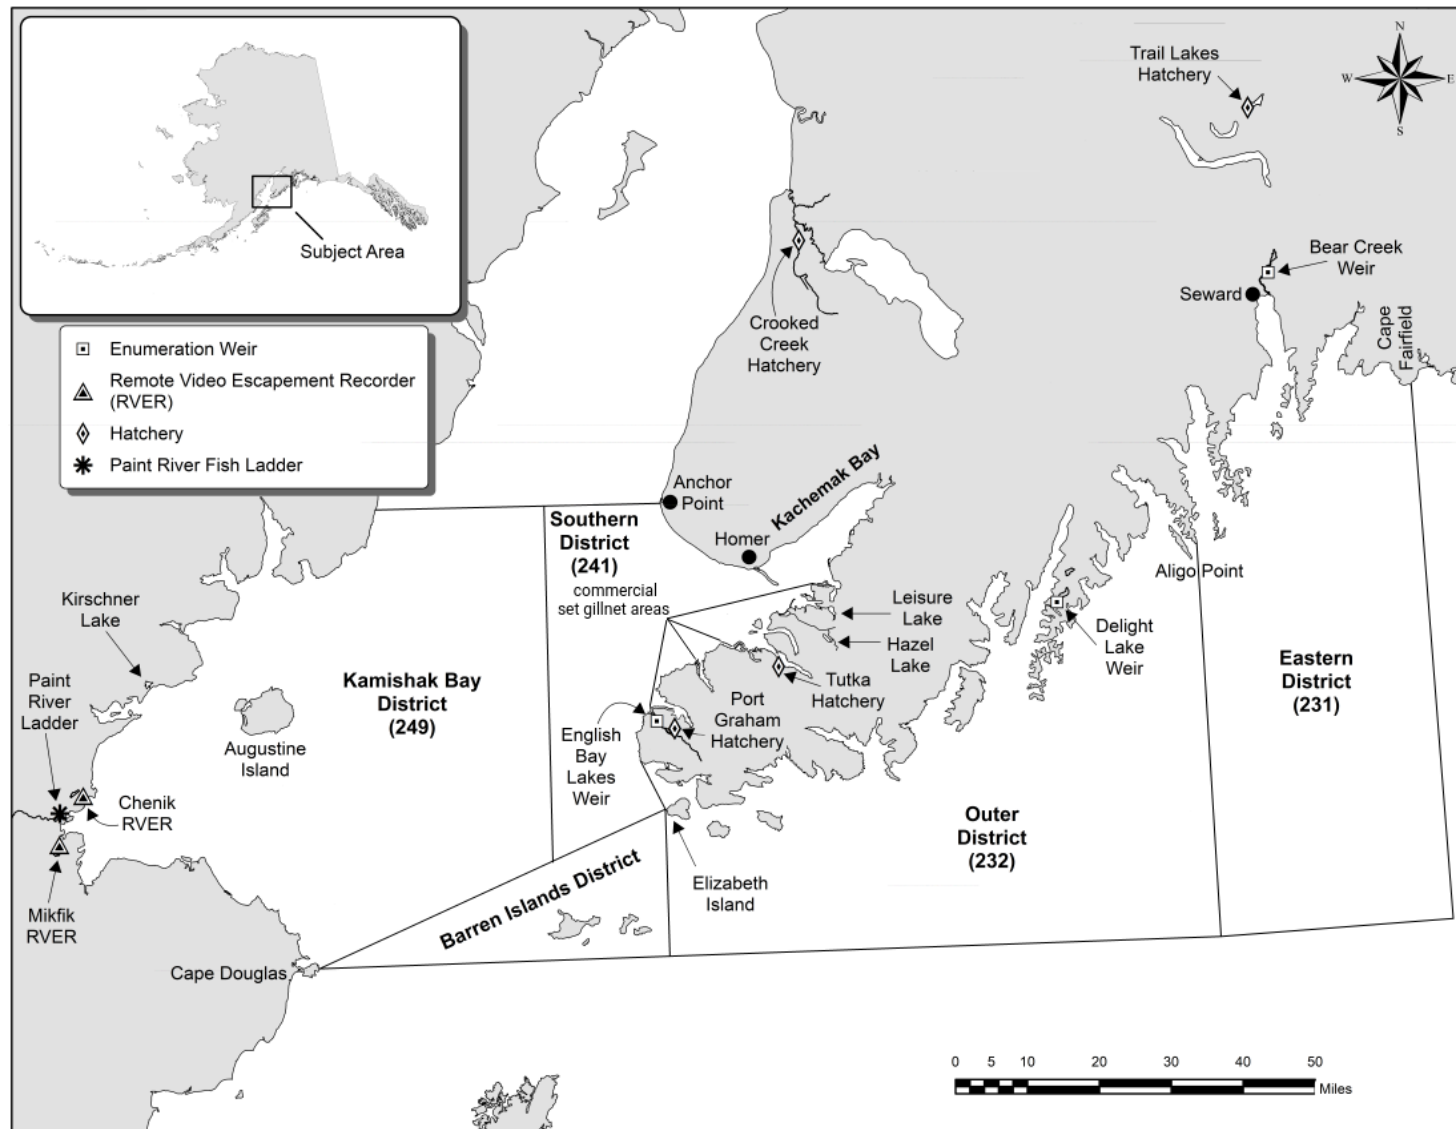 Subject Area
Enumeration Weir
Remote Video Escapement Recorder
(RVER)
Hatchery
Paint River Fish Ladder
Trail Lakes
Hatchery
N
W
E
S
Bear Creek
Weir
Seward
Cape
Fairfield
Crooked
Creek
Hatchery
Anchor
Point
Kachemak Bay
Homer
Southern
District
(241)
commercial
set gillnet areas
Aligo Point
Kirschner
Lake
Leisure
Lake
Hazel
Lake
Delight
Lake
Weir
Paint
River
Ladder
Kamishak Bay
District
(249)
Augustine
Island
Tutka
Hatchery
Port
Graham
Hatchery
English
Bay
Lakes
Weir
Eastern
District
(231)
Chenik
RVER
Outer
District
(232)
Mikfik
RVER
Barren Islands District
Elizabeth
Island
Cape Douglas
0 5 10 20 30 40 50
Miles